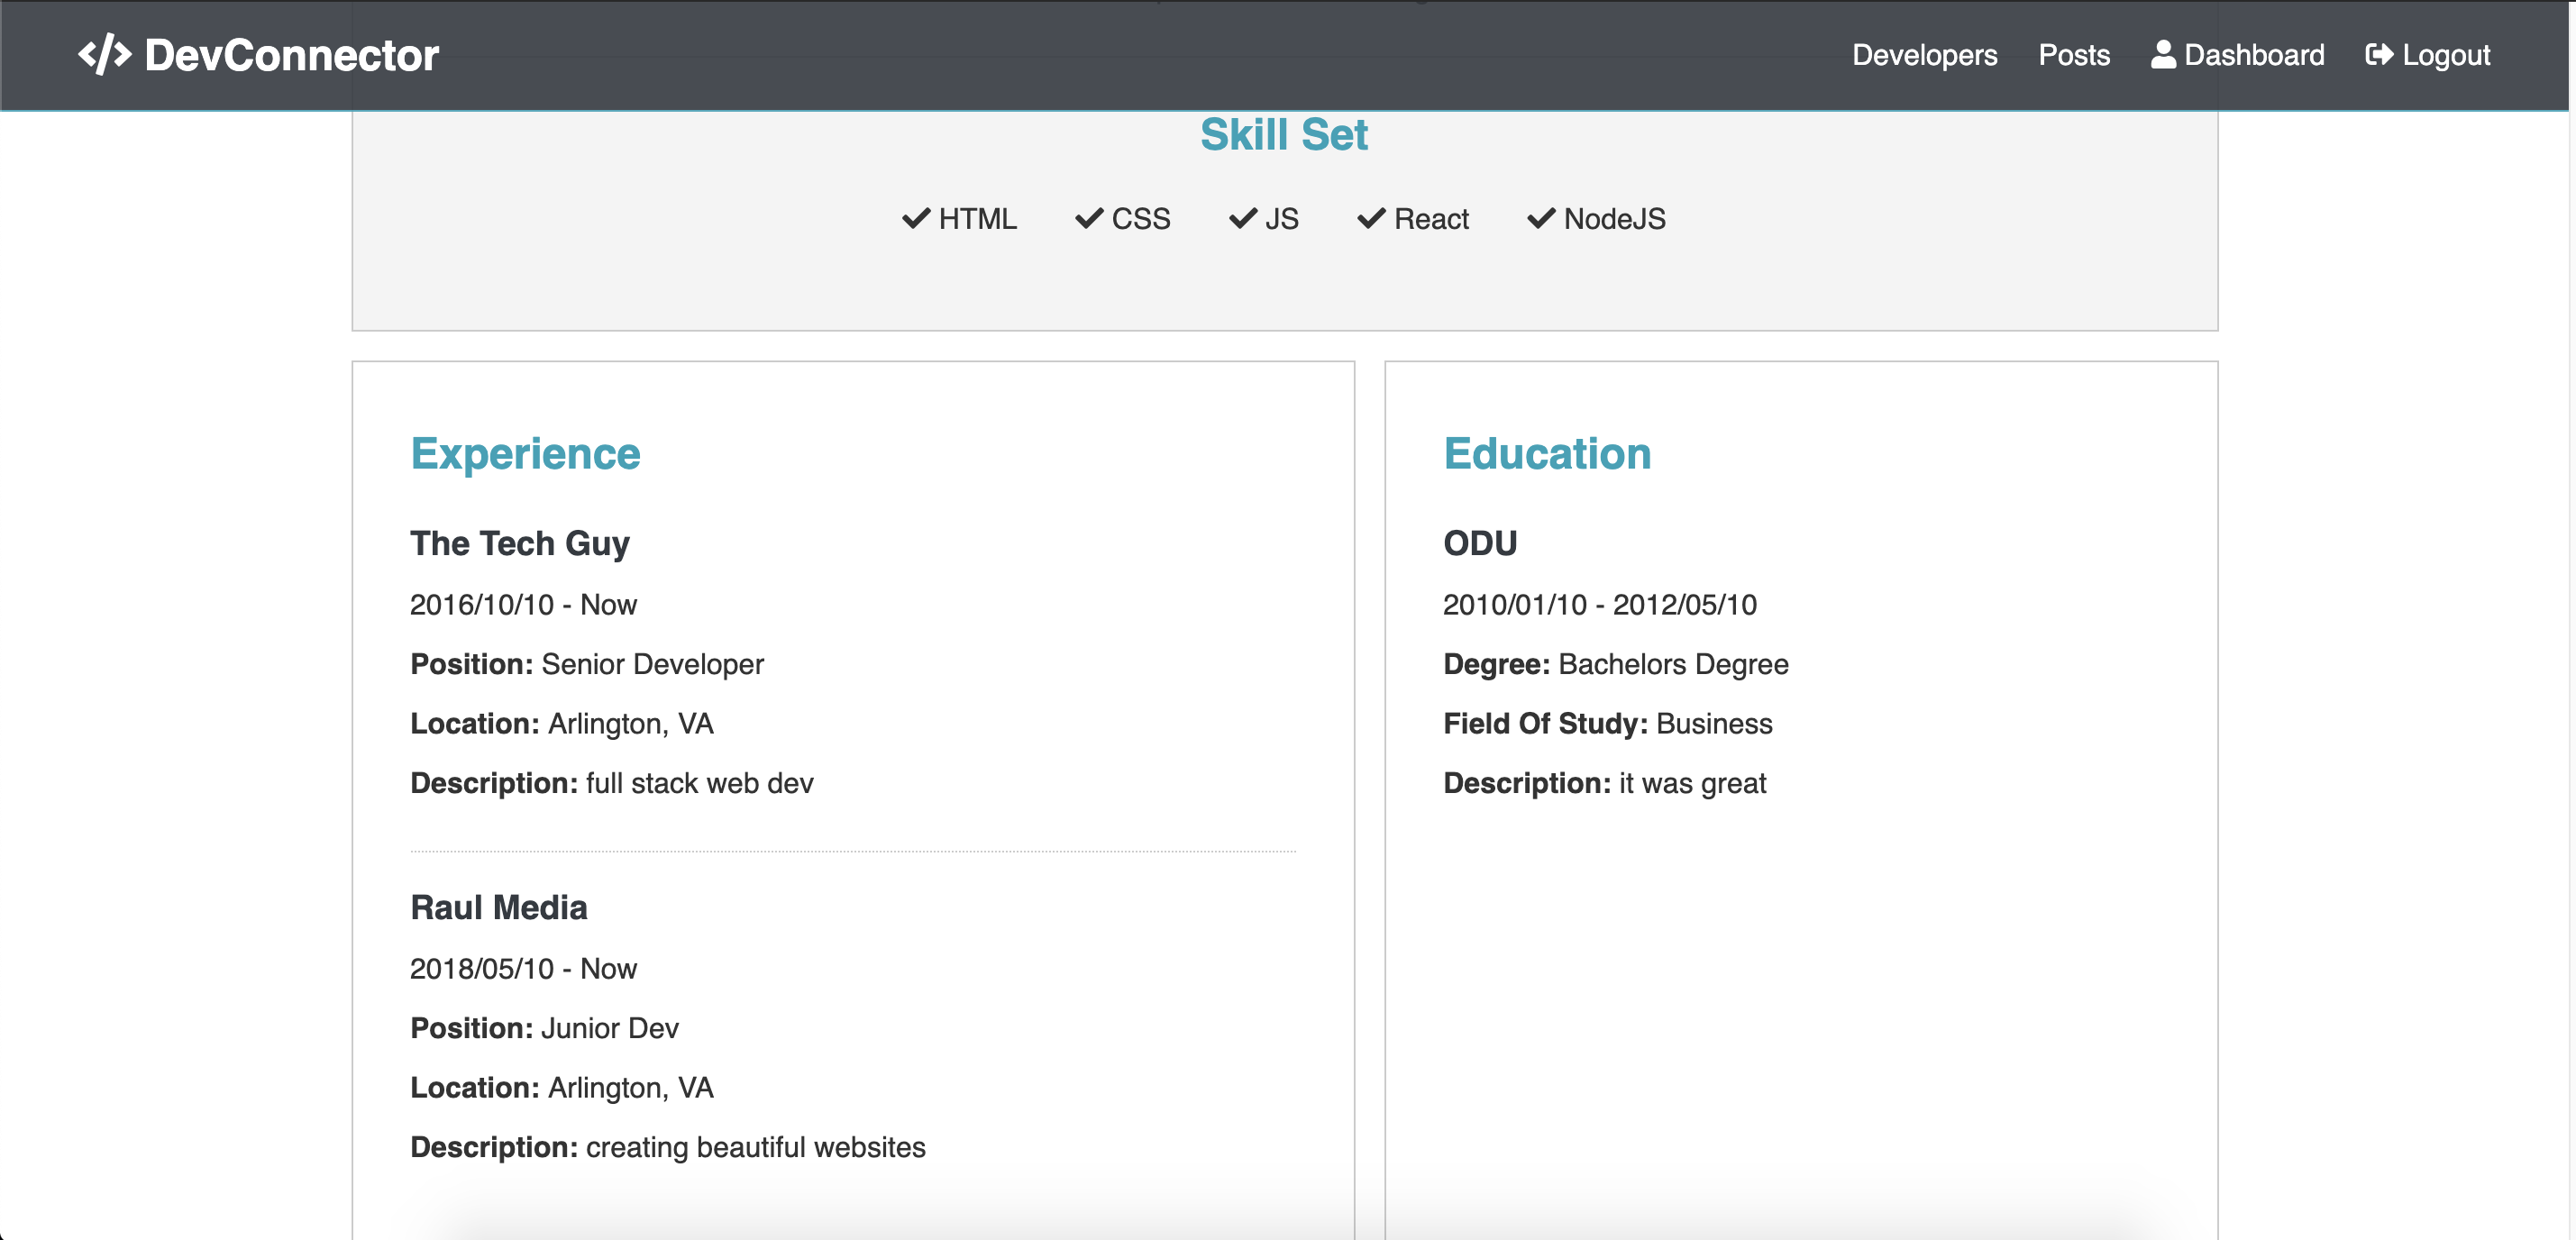 DevConnector
Developers Posts Dashboard Logout
Skill Set
HTML CSS JS React NodeJS
Experience
The Tech Guy
2016/10/10 - Now
Position: Senior Developer
Location: Arlington, VA
Description: full stack web dev
Raul Media
2018/05/10 - Now
Position: Junior Dev
Location: Arlington, VA
Description: creating beautiful websites
Education
ODU
2010/01/10 - 2012/05/10
Degree: Bachelors Degree
Field Of Study: Business
Description: it was great